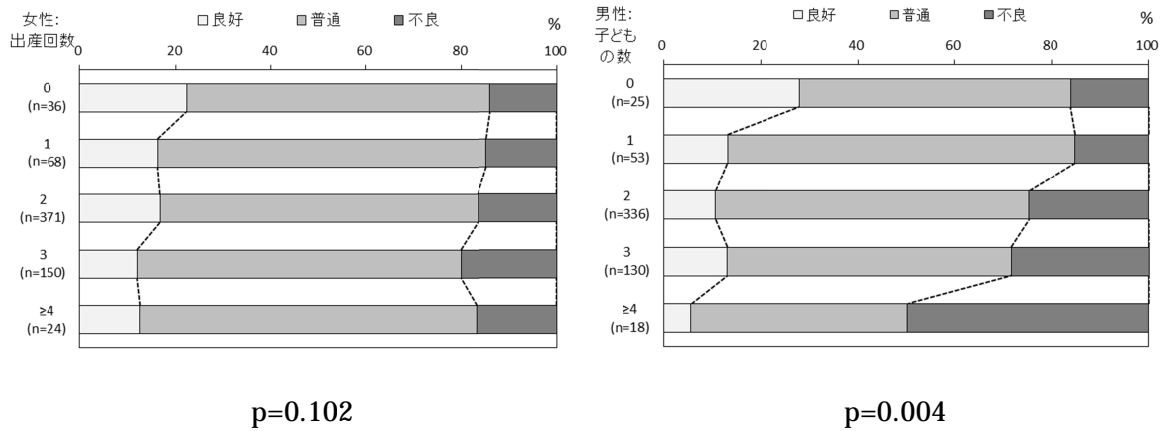 女性:
出産回数
良好 普通 不良
%
0 20 40 60 80 100
0
(n=36)
1
(n=68)
2
(n=371)
3
(n=150)
≥4
(n=24)
p=0.102
男性:
子ども
の数
良好 普通 不良
%
0 20 40 60 80 100
0
(n=25)
1
(n=53)
2
(n=336)
3
(n=130)
≥4
(n=18)
p=0.004